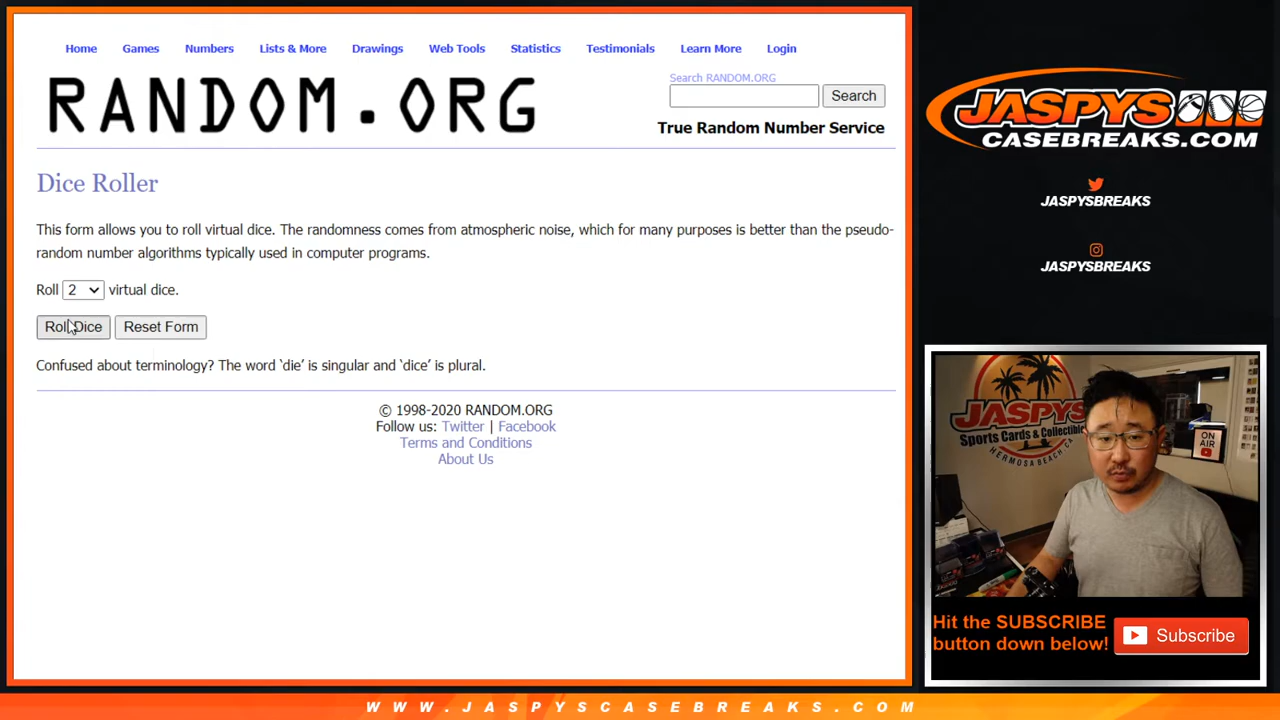 Home Games Numbers Lists & More Drawings Web Tools Statistics Testimonials Learn More Login
RANDOM.ORG
Search RANDOM.ORG
Search
True Random Number Service
Dice Roller
This form allows you to roll virtual dice. The randomness comes from atmospheric noise, which for many purposes is better than the pseudo-
random number algorithms typically used in computer programs.
Roll 2 virtual dice.
Roll Dice Reset Form
Confused about terminology? The word ‘die’ is singular and ‘dice’ is plural.
© 1998-2020 RANDOM.ORG
Follow us: Twitter | Facebook
Terms and Conditions
About Us
JASPYS
CASEBREAKS.COM
JASPYSBREAKS
JASPYSBREAKS
JASPYS
Sports Cards & Collectible
HERMOSA BEACH, CA
ON
AIR
Hit the SUBSCRIBE
button down below!
Subscribe
WWW.JASPYSCASEBREAKS.COM